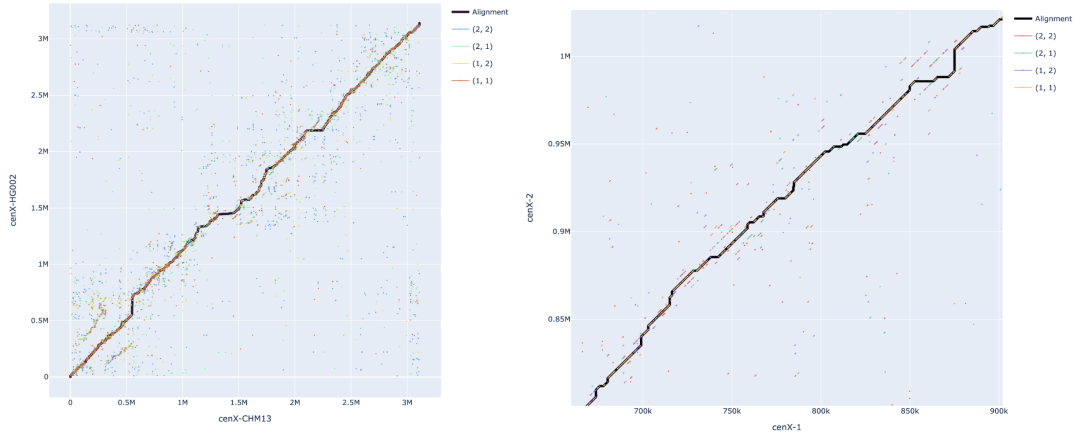 3M
2.5M
2M
1.5M
1M
0.5M
0
0
0.5M
1M
1.5M
2M
2.5M
3M
cenX-CHM13
cenX-HG002
Alignment
(2, 2)
(2, 1)
(1, 2)
(1, 1)
1M
0.95M
0.9M
0.85M
700k
750k
800k
850k
900k
cenX-1
cenX-2
Alignment
(2, 2)
(2, 1)
(1, 2)
(1, 1)